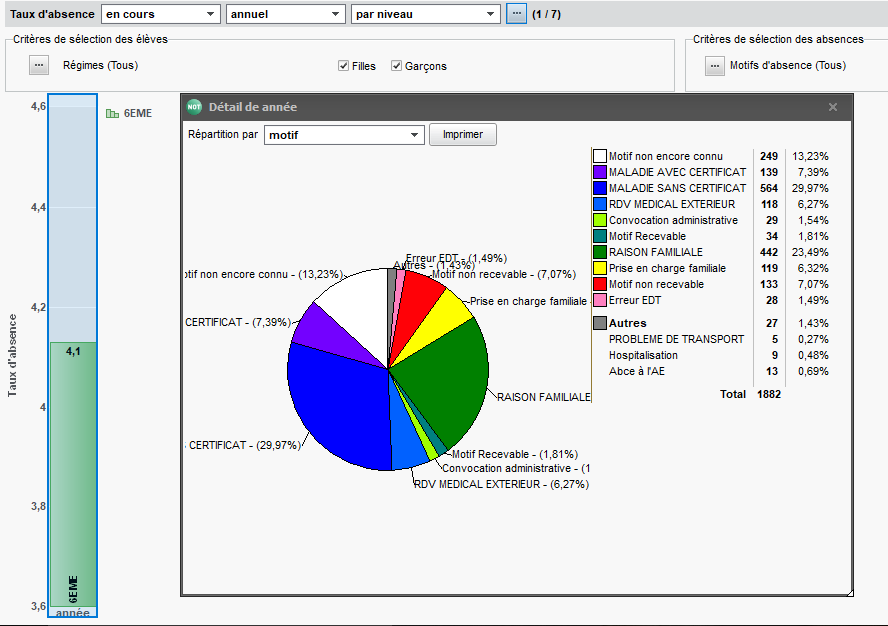 Taux d'absence en cours annuel par niveau ... (1 / 7)
Critères de sélection des élèves
Critères de sélection des absences
... Régimes (Tous) Filles Garçons
... Motifs d'absence (Tous)
4,6
4,4
4,2
4
3,8
3,6
Taux d'absence
4,1
6EME
année
6EME
NOT Détail de année
Répartition par motif Imprimer
Erreur EDT - (1,49%)
Autres - (1,43%)
otif non encore connu - (13,23%)
Motif non recevable - (7,07%)
Prise en charge familiale
CERTIFICAT - (7,39%)
RAISON FAMILIALE
CERTIFICAT - (29,97%)
Motif Recevable - (1,81%)
Convocation administrative - (1
RDV MEDICAL EXTERIEUR - (6,27%)
Motif non encore connu 249 13,23%
MALADIE AVEC CERTIFICAT 139 7,39%
MALADIE SANS CERTIFICAT 564 29,97%
RDV MEDICAL EXTERIEUR 118 6,27%
Convocation administrative 29 1,54%
Motif Recevable 34 1,81%
RAISON FAMILIALE 442 23,49%
Prise en charge familiale 119 6,32%
Motif non recevable 133 7,07%
Erreur EDT 28 1,49%
Autres 27 1,43%
PROBLEME DE TRANSPORT 5 0,27%
Hospitalisation 9 0,48%
Abce à l'AE 13 0,69%
Total 1882